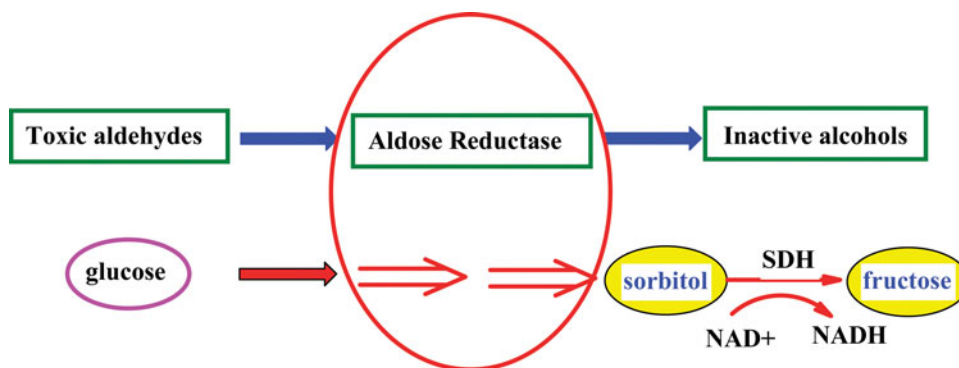 Toxic aldehydes
Aldose Reductase
Inactive alcohols
glucose
sorbitol
SDH
fructose
NAD+
NADH